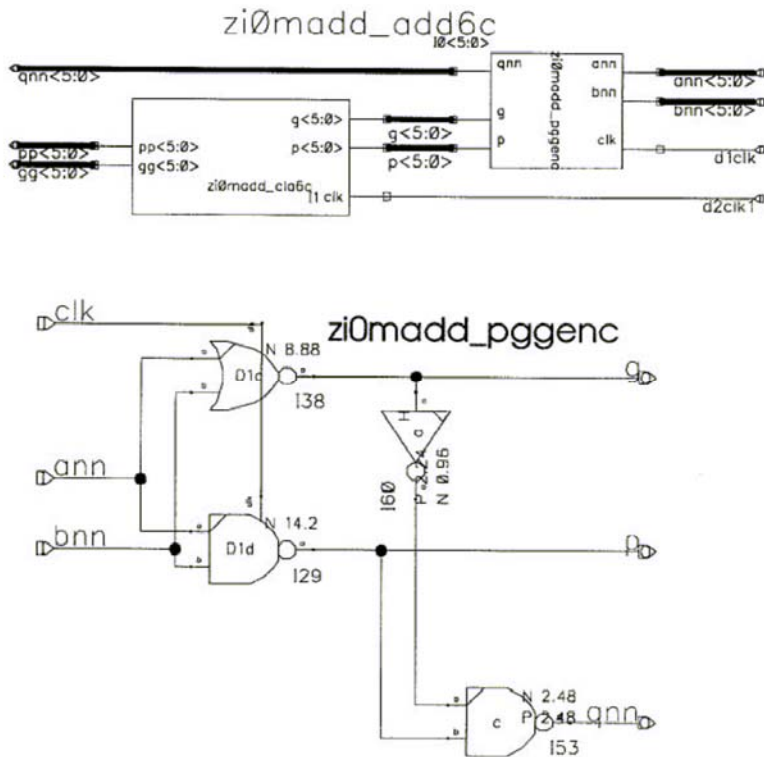 zi0madd_add6c
I0<5:0>
qnn<5:0>
qnn
ann
ann<5:0>
bnn
bnn<5:0>
zi0madd_pggenc
g<5:0>
g<5:0>
g
p<5:0>
p<5:0>
p
clk
d1clk
pp<5:0>
pp<5:0>
gg<5:0>
gg<5:0>
zi0madd_cla6c
l1 clk
d2clk1
clk
zi0madd_pggenc
N 8.88
D1c
I38
g
a
I60
P 2.24
N 0.96
ann
bnn
N 14.2
D1d
I29
p
N 2.48
c
P 2.48
qnn
I53